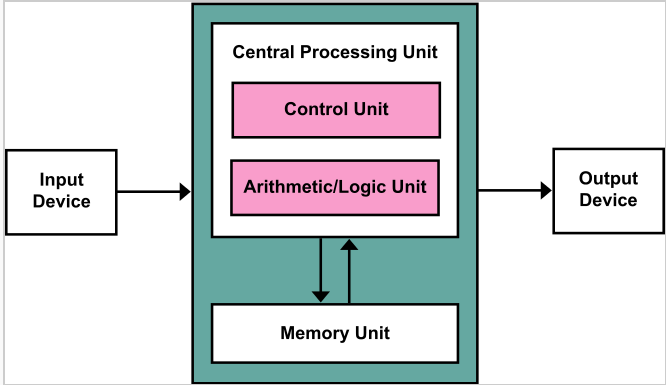 Central Processing Unit
Control Unit
Arithmetic/Logic Unit
Input
Device
Output
Device
Memory Unit